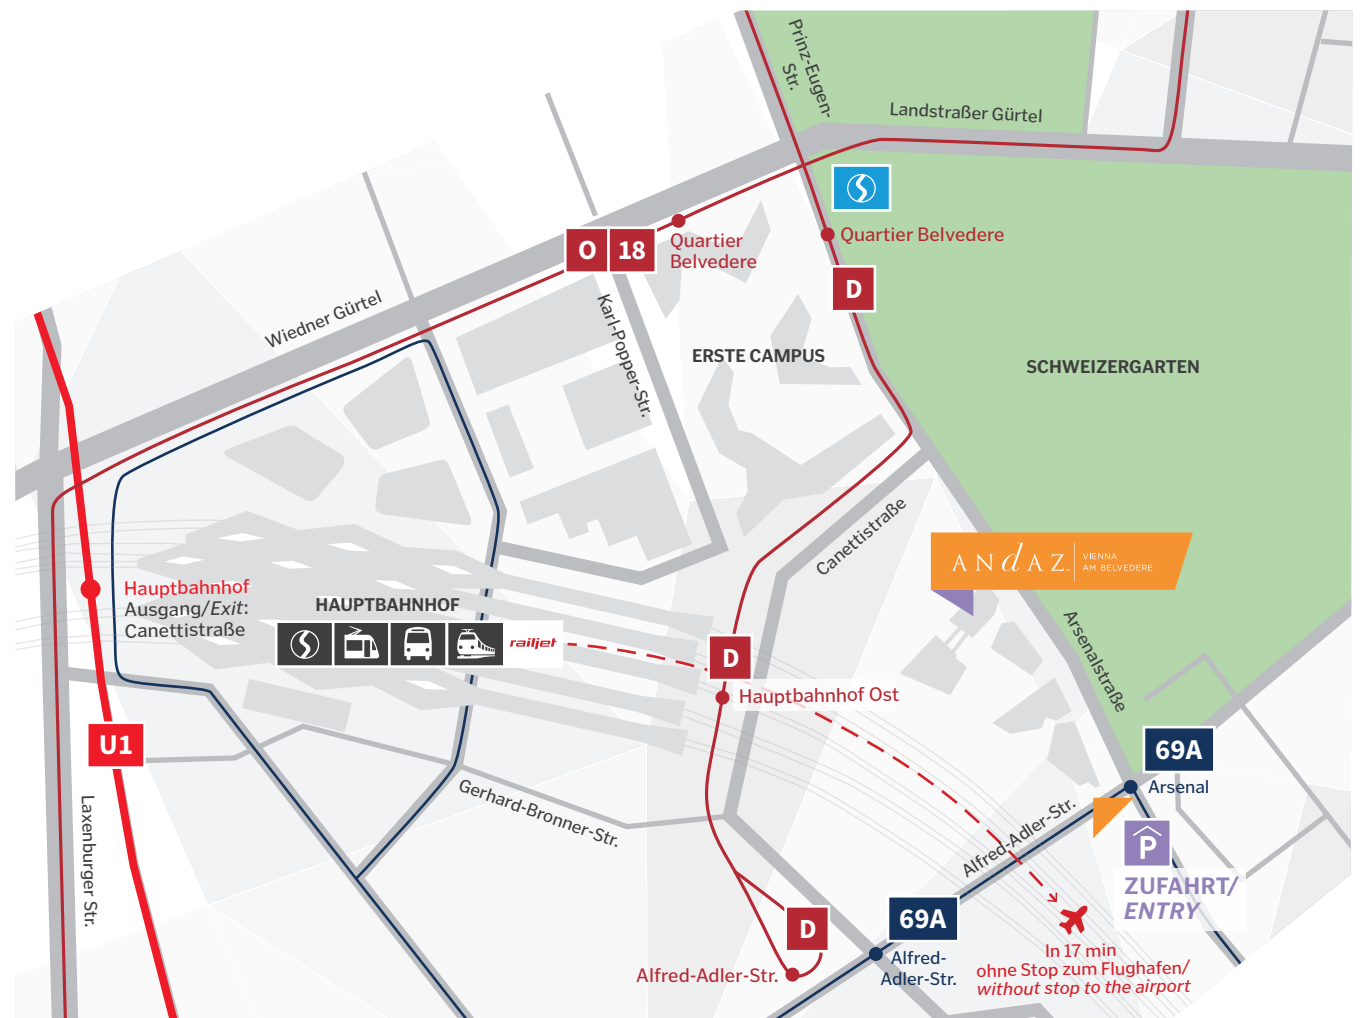 Prinz-Eugen-
Str.
Landstraßer Gürtel
Quartier Belvedere
O 18
Quartier
Belvedere
D
Wiedner Gürtel
Karl-Popper-Str.
ERSTE CAMPUS
SCHWEIZERGARTEN
Canettistraße
ANdAZ
VIENNA
AM BELVEDERE
Hauptbahnhof
Ausgang/Exit:
Canettistraße
HAUPTBAHNHOF
railjet
D
Hauptbahnhof Ost
Arsenalstraße
U1
69A
Arsenal
Laxenburger Str.
Gerhard-Bronner-Str.
Alfred-Adler-Str.
P
ZUFAHRT/
ENTRY
69A
D
Alfred-
Adler-Str.
Alfred-Adler-Str.
In 17 min
ohne Stop zum Flughafen/
without stop to the airport